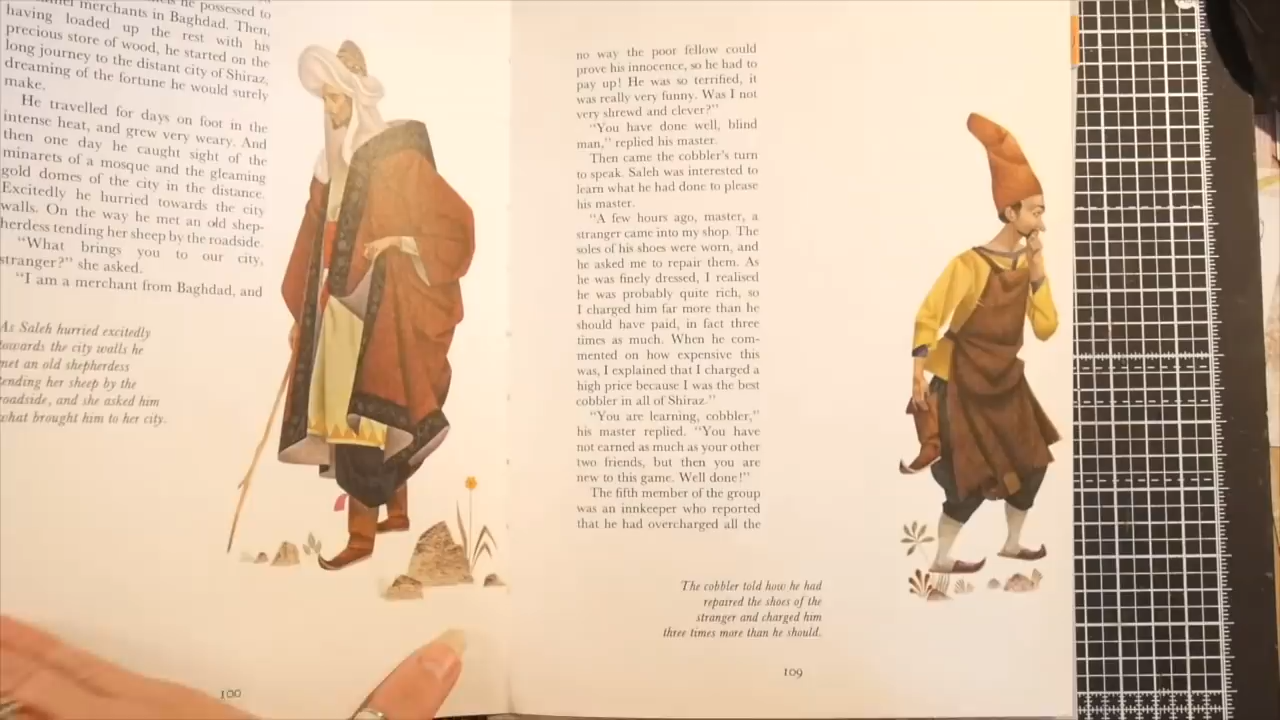 he possessed to
merchants in Baghdad. Then,
having loaded up the rest with his
precious store of wood, he started on the
long journey to the distant city of Shiraz,
dreaming of the fortune he would surely
make.
He travelled for days on foot in the
intense heat, and grew very weary. And
then one day he caught sight of the
minarets of a mosque and the gleaming
gold domes of the city in the distance.
Excitedly he hurried towards the city
walls. On the way he met an old shep-
herdess tending her sheep by the roadside.
"What brings you to our city,
stranger?" she asked.
"I am a merchant from Baghdad, and
As Saleh hurried excitedly
towards the city walls he
met an old shepherdess
tending her sheep by the
roadside, and she asked him
what brought him to her city.
100
no way the poor fellow could
prove his innocence, so he had to
pay up! He was so terrified, it
was really very funny. Was I not
very shrewd and clever?"
"You have done well, blind
man," replied his master.
Then came the cobbler's turn
to speak. Saleh was interested to
learn what he had done to please
his master.
"A few hours ago, master, a
stranger came into my shop. The
soles of his shoes were worn, and
he asked me to repair them. As
he was finely dressed, I realised
he was probably quite rich, so
I charged him far more than he
should have paid, in fact three
times as much. When he com-
mented on how expensive this
was, I explained that I charged a
high price because I was the best
cobbler in all of Shiraz."
"You are learning, cobbler,"
his master replied. "You have
not earned as much as your other
two friends, but then you are
new to this game. Well done!"
The fifth member of the group
was an innkeeper who reported
that he had overcharged all the
The cobbler told how he had
repaired the shoes of the
stranger and charged him
three times more than he should.
109